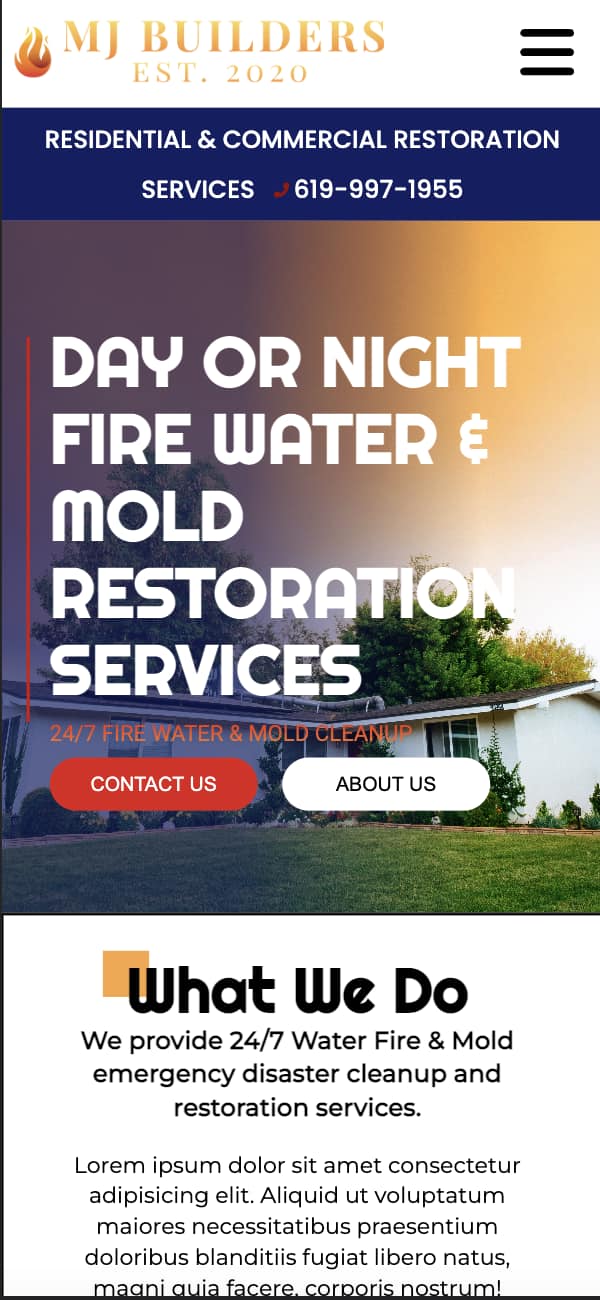 MJ BUILDERS
EST. 2020
RESIDENTIAL & COMMERCIAL RESTORATION
SERVICES 619-997-1955
DAY OR NIGHT
FIRE WATER &
MOLD
RESTORATION
SERVICES
24/7 FIRE WATER & MOLD CLEANUP
CONTACT US ABOUT US
What We Do
We provide 24/7 Water Fire & Mold
emergency disaster cleanup and
restoration services.
Lorem ipsum dolor sit amet consectetur
adipisicing elit. Aliquid ut voluptatum
maiores necessitatibus praesentium
doloribus blanditiis fugiat libero natus,
magni quia facere, corporis nostrum!